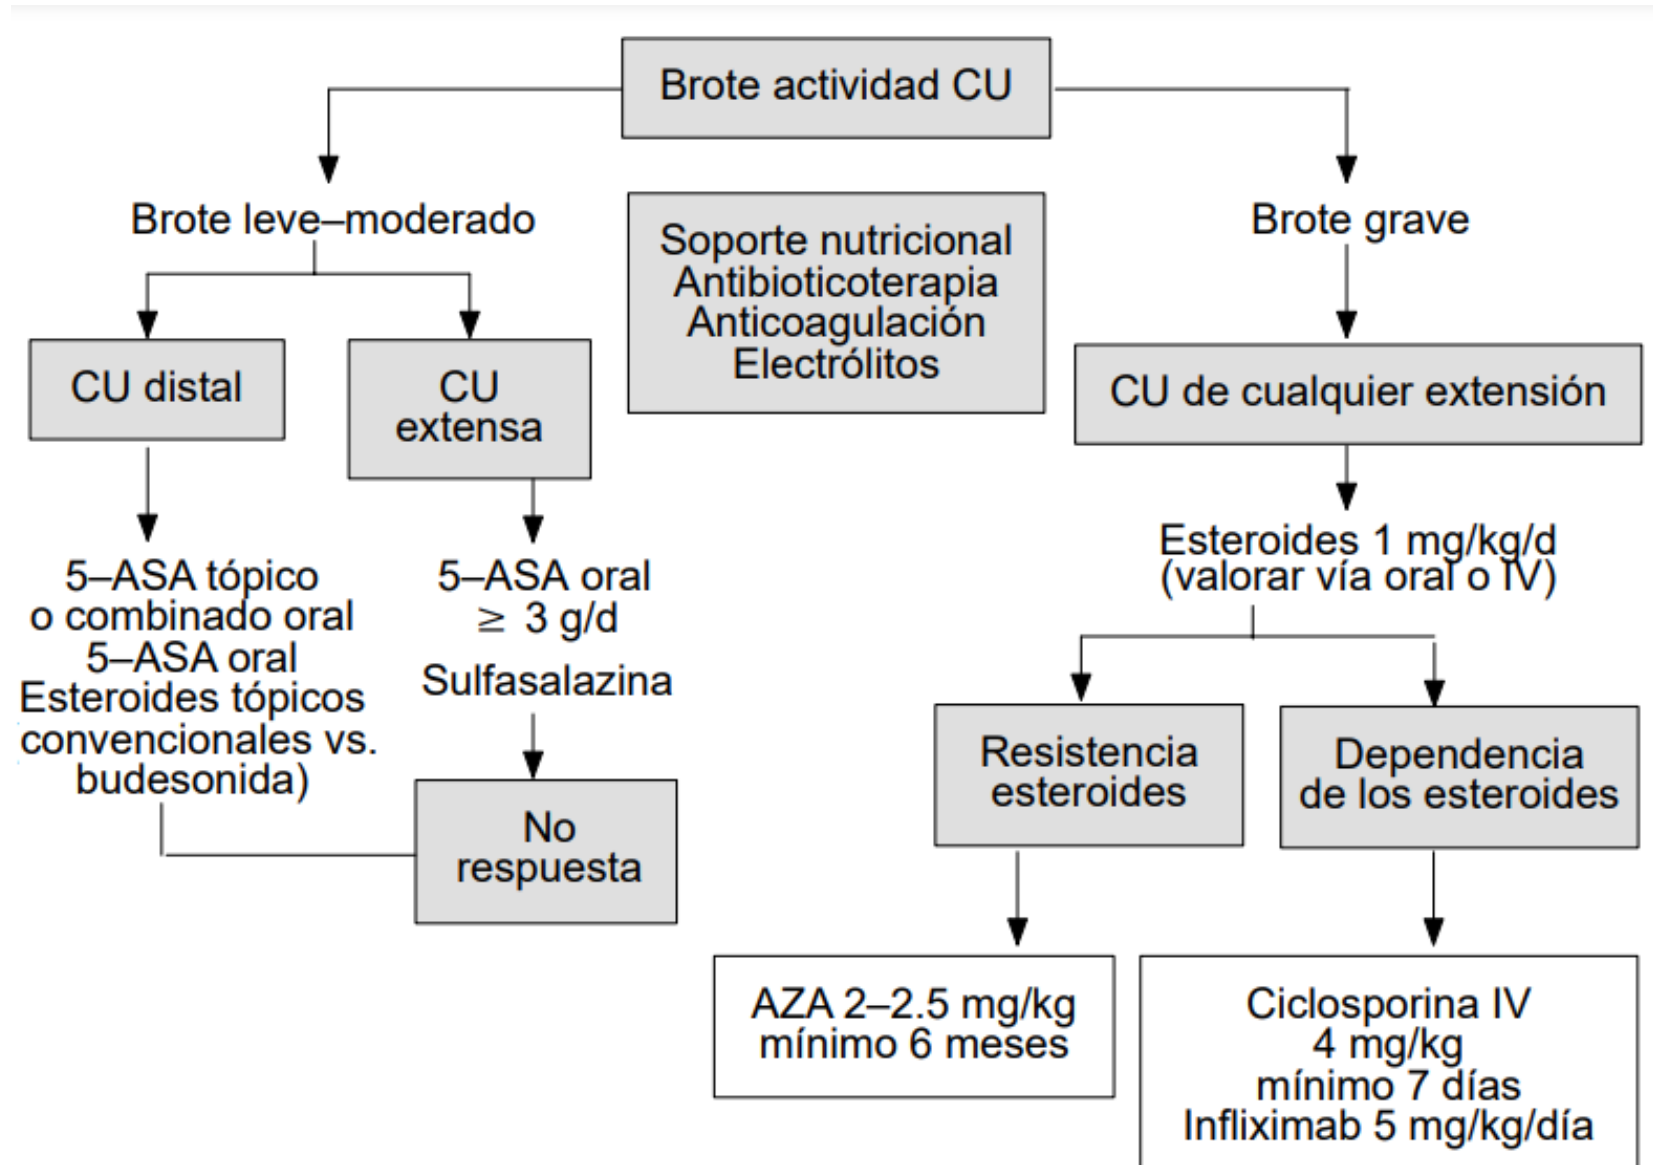 Brote actividad CU
Brote leve–moderado
Soporte nutricional
Antibioticoterapia
Anticoagulación
Electrólitos
Brote grave
CU distal
CU
extensa
CU de cualquier extensión
5–ASA tópico
o combinado oral
5–ASA oral
Esteroides tópicos
convencionales vs.
budesonida)
5–ASA oral
≥ 3 g/d
Sulfasalazina
No
respuesta
Esteroides 1 mg/kg/d
(valorar vía oral o IV)
Resistencia
esteroides
Dependencia
de los esteroides
AZA 2–2.5 mg/kg
mínimo 6 meses
Ciclosporina IV
4 mg/kg
mínimo 7 días
Infliximab 5 mg/kg/día